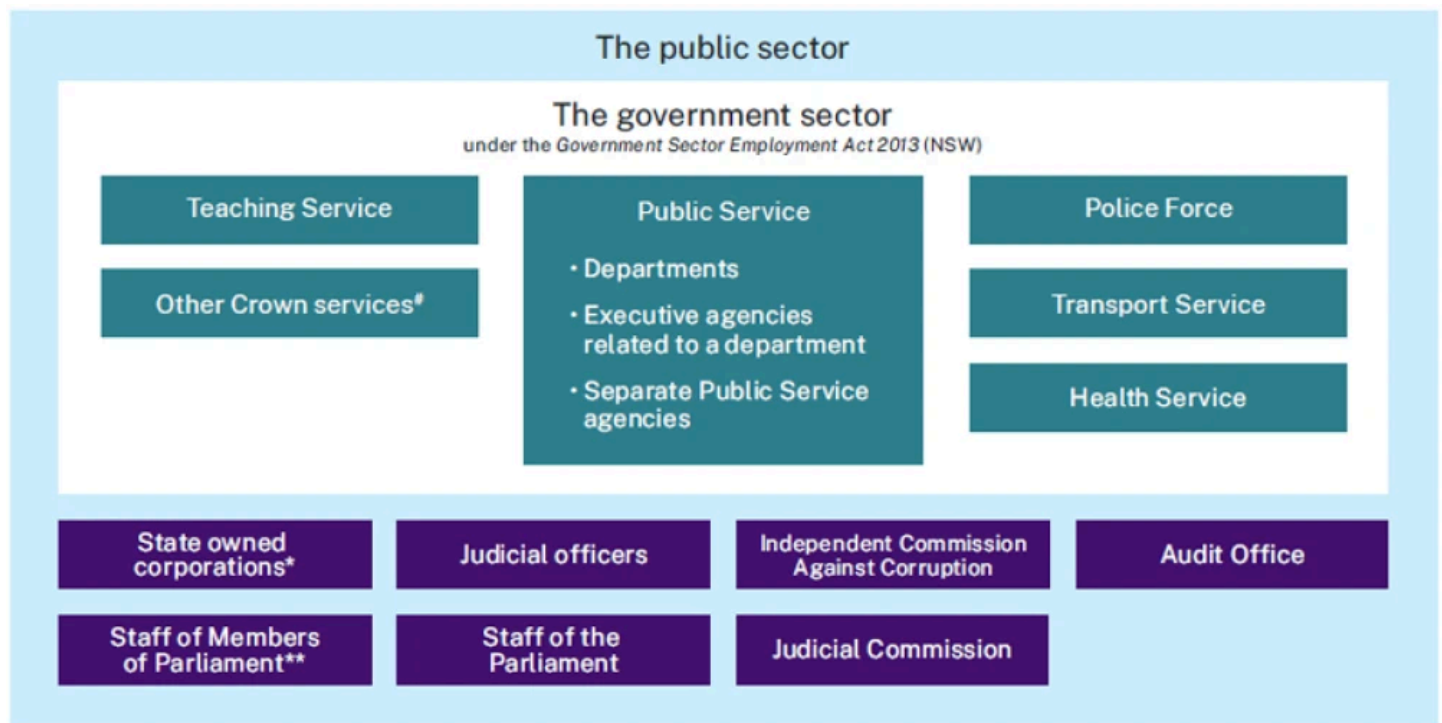 The public sector
The government sector
under the Government Sector Employment Act 2013 (NSW)
Teaching Service
Other Crown services#
Public Service
• Departments
• Executive agencies
related to a department
• Separate Public Service
agencies
Police Force
Transport Service
Health Service
State owned
corporations*
Judicial officers
Independent Commission
Against Corruption
Audit Office
Staff of Members
of Parliament**
Staff of the
Parliament
Judicial Commission